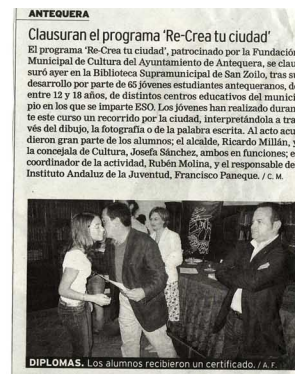 ANTEQUERA
Clausuran el programa 'Re-Crea tu ciudad'
El programa 'Re-Crea tu ciudad', patrocinado por la Fundación
Municipal de Cultura del Ayuntamiento de Antequera, se clau
suró ayer en la Biblioteca Supramunicipal de San Zoilo, tras su
desarrollo por parte de 65 jóvenes estudiantes antequeranos, de
entre 12 y 18 años, de distintos centros educativos del munici
pio en los que se imparte ESO. Los jóvenes han realizado duran
te este curso un recorrido por la ciudad, interpretándola a tra
vés del dibujo, la fotografía o de la palabra escrita. Al acto acu
dieron gran parte de los alumnos; el alcalde, Ricardo Millán, y
la concejala de Cultura, Josefa Sánchez, ambos en funciones; e
coordinador de la actividad, Rubén Molina, y el responsable de
Instituto Andaluz de la Juventud, Francisco Paneque. / C. M.
DIPLOMAS. Los alumnos recibieron un certificado. / A. F.